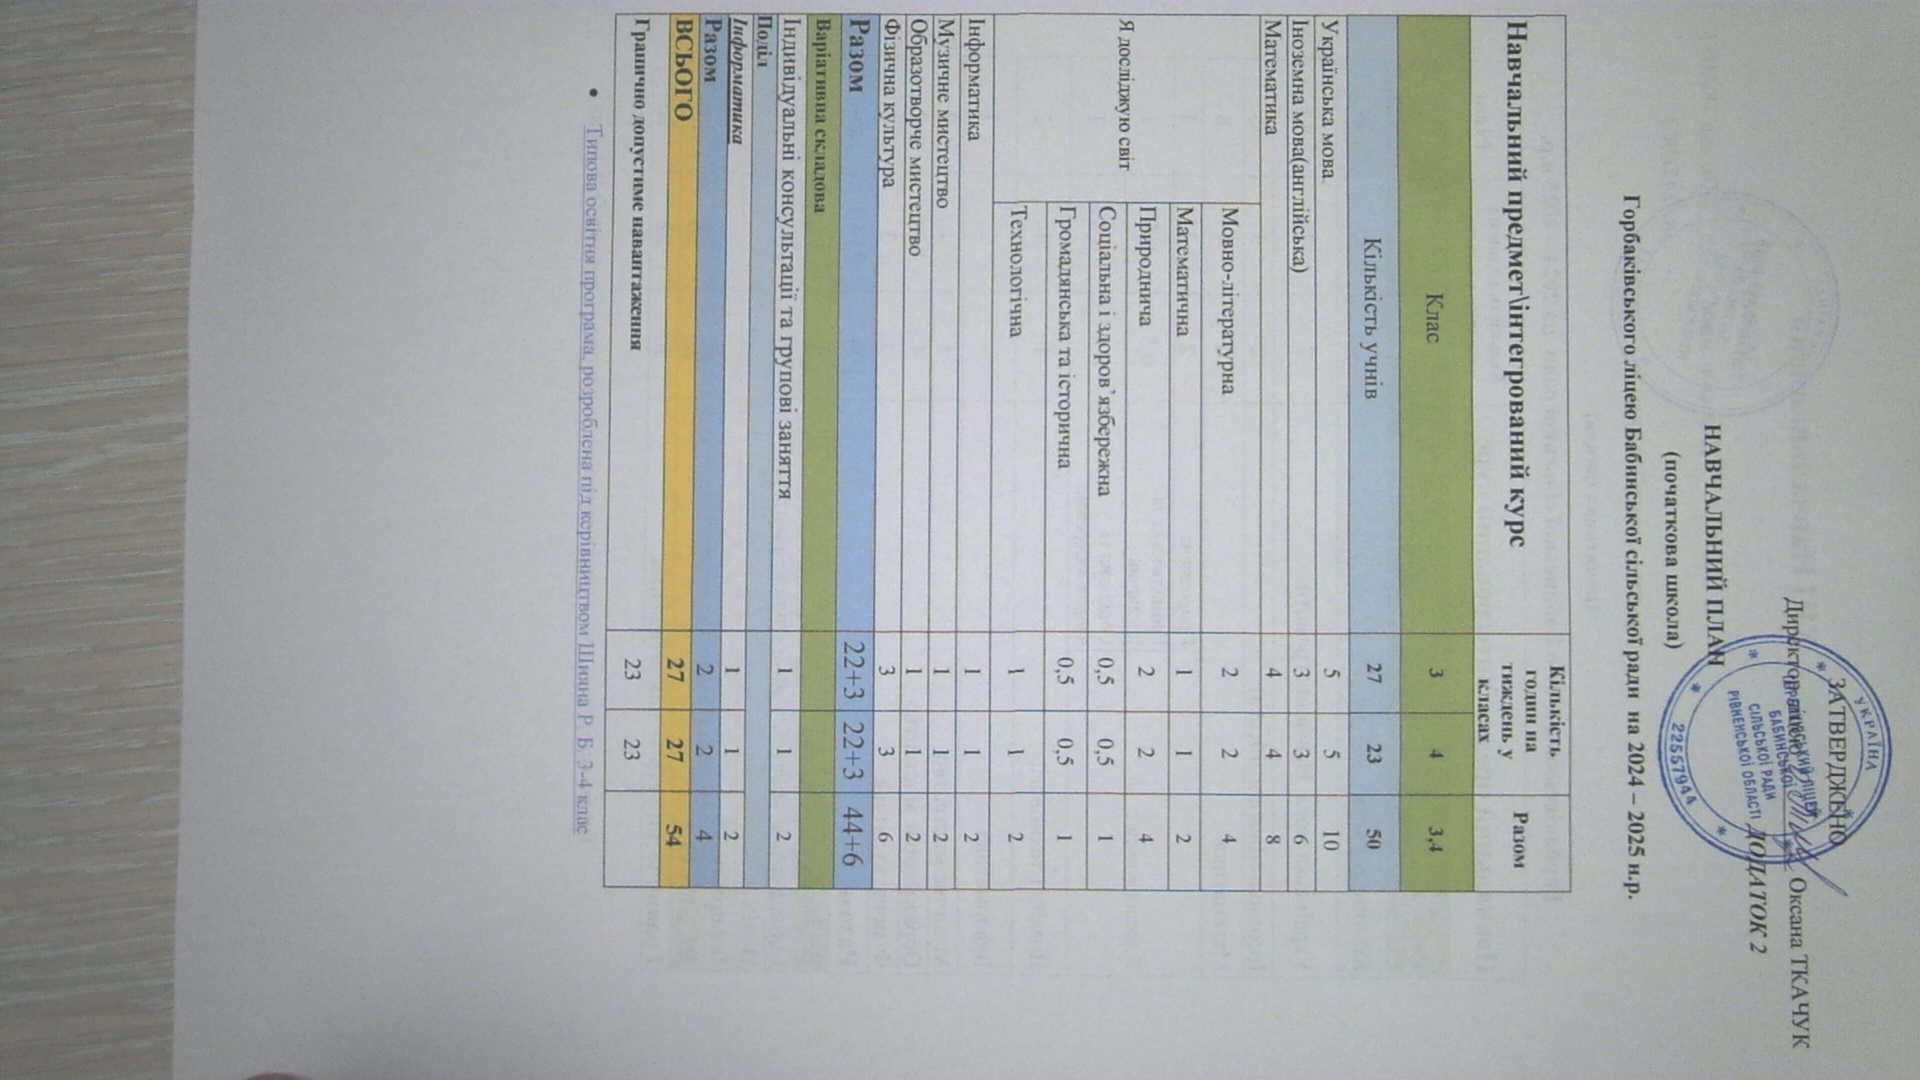 ЗАТВЕРДЖЕНО
Директор ліцею Оксана ТКАЧУК
ДОДАТОК 2
УКРАЇНА
БАБИНСЬКОЇ
СІЛЬСЬКОЇ РАДИ
РІВНЕНСЬКОЇ ОБЛАСТІ
22557944
НАВЧАЛЬНИЙ ПЛАН
(початкова школа)
Горбаківського ліцею Бабинської сільської ради на 2024 – 2025 н.р.
Навчальний предмет\інтегрований курс Кількість годин на тиждень у класах Разом
Клас 3 4 3,4
Кількість учнів 27 23 50
Українська мова 5 5 10
Іноземна мова(англійська) 3 3 6
Математика 4 4 8
Я досліджую світ Мовно-літературна 2 2 4
Математична 1 1 2
Природнича 2 2 4
Соціальна і здоров`язбережна 0,5 0,5 1
Громадянська та історична 0,5 0,5 1
Технологічна 1 1 2
Інформатика 1 1 2
Музичне мистецтво 1 1 2
Образотворче мистецтво 1 1 2
Фізична культура 3 3 6
Разом 22+3 22+3 44+6
Варіативна складова
Індивідуальні консультації та групові заняття 1 1 2
Поділ
Інформатика 1 1 2
Разом 2 2 4
ВСЬОГО 27 27 54
Гранично допустиме навантаження 23 23
• Типова освітня програма, розроблена під керівництвом Шияна Р. Б. 3-4 клас